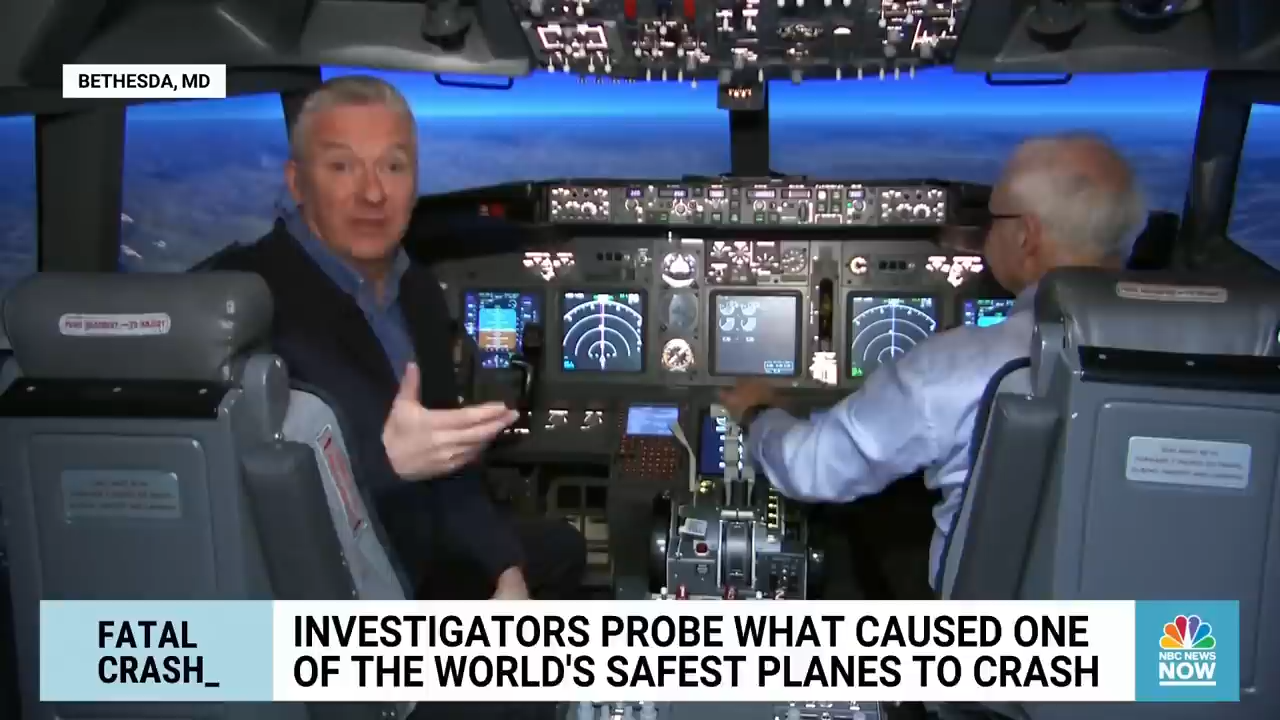 BETHESDA, MD
FATAL
CRASH_
INVESTIGATORS PROBE WHAT CAUSED ONE
OF THE WORLD'S SAFEST PLANES TO CRASH
NBC NEWS
NOW